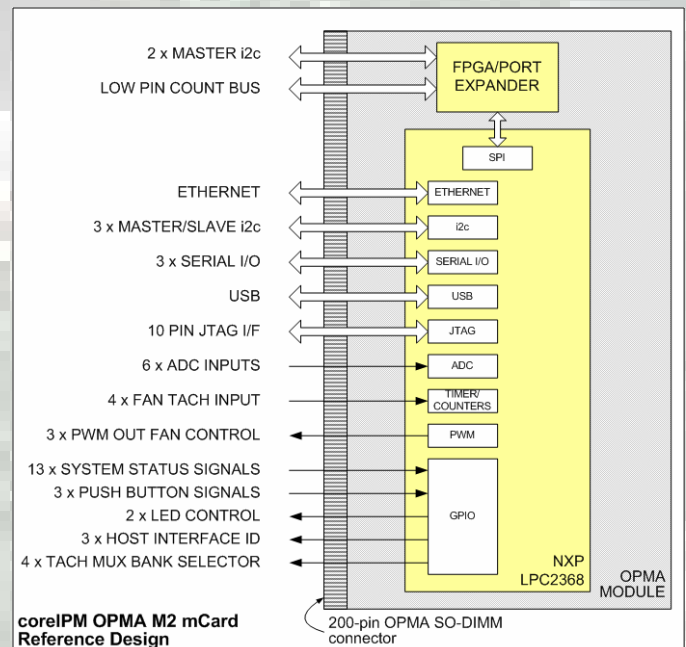 2 x MASTER i2c
LOW PIN COUNT BUS
FPGA/PORT
EXPANDER
SPI
ETHERNET
ETHERNET
3 x MASTER/SLAVE i2c
i2c
3 x SERIAL I/O
SERIAL I/O
USB
USB
10 PIN JTAG I/F
JTAG
6 x ADC INPUTS
ADC
4 x FAN TACH INPUT
TIMER/
COUNTERS
3 x PWM OUT FAN CONTROL
PWM
13 x SYSTEM STATUS SIGNALS
3 x PUSH BUTTON SIGNALS
2 x LED CONTROL
3 x HOST INTERFACE ID
4 x TACH MUX BANK SELECTOR
GPIO
NXP
LPC2368
OPMA
MODULE
coreIPM OPMA M2 mCard
Reference Design
200-pin OPMA SO-DIMM
connector